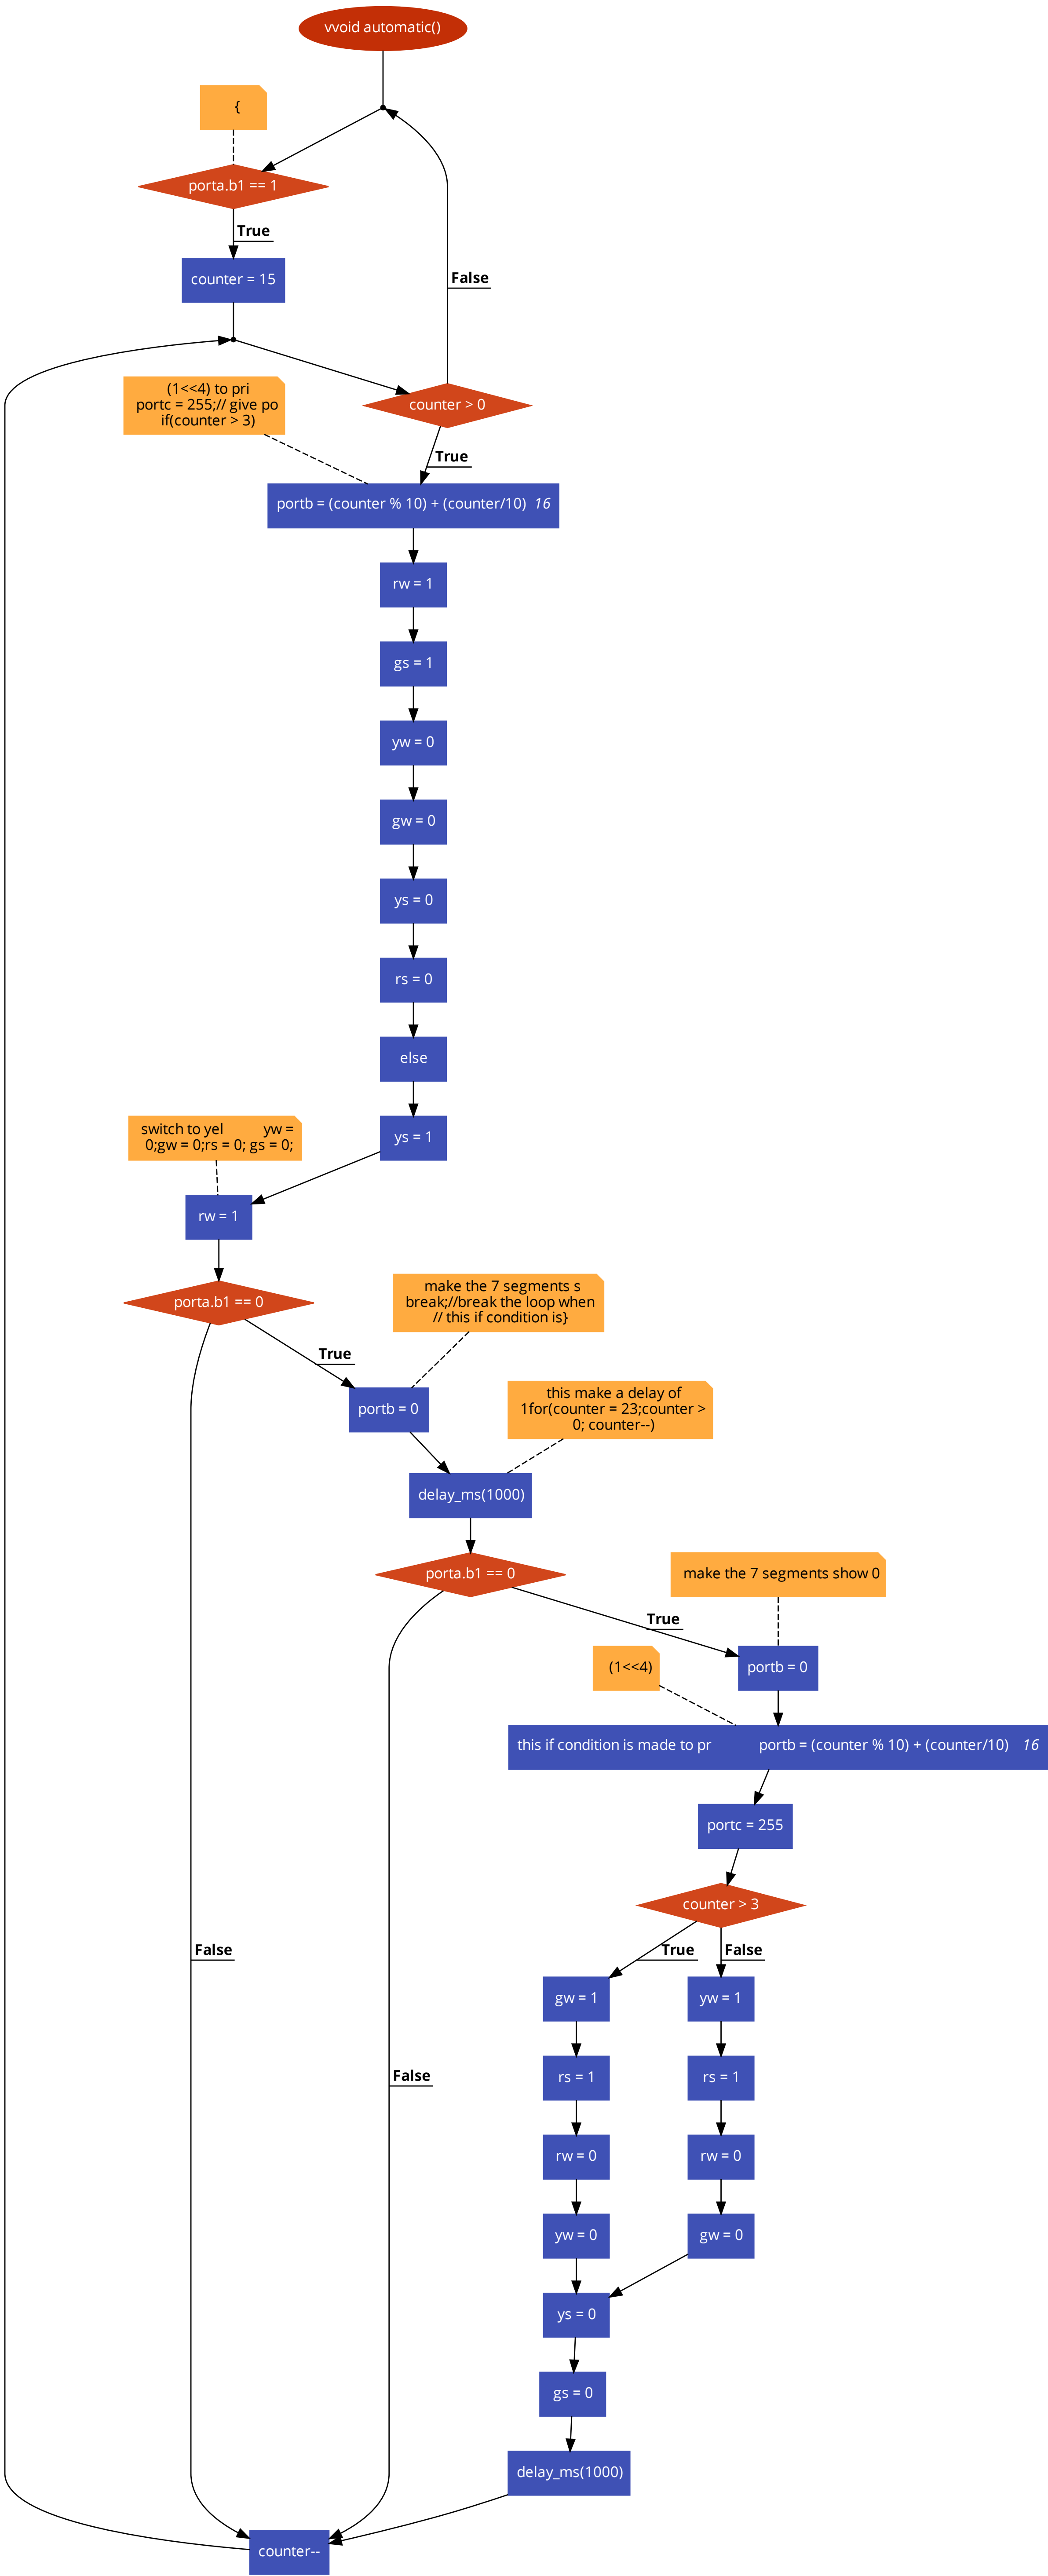 vvoid automatic()
{
porta.b1 == 1
True
counter = 15
False
(1<<4) to pri
portc = 255;// give po
if(counter > 3)
counter > 0
True
portb = (counter % 10) + (counter/10) 16
rw = 1
gs = 1
yw = 0
gw = 0
ys = 0
rs = 0
else
switch to yel yw =
0;gw = 0;rs = 0; gs = 0;
ys = 1
rw = 1
porta.b1 == 0
make the 7 segments s
break;//break the loop when
// this if condition is}
True
portb = 0
this make a delay of
1for(counter = 23;counter >
0; counter--)
delay_ms(1000)
porta.b1 == 0
make the 7 segments show 0
True
(1<<4)
portb = 0
this if condition is made to pr portb = (counter % 10) + (counter/10) 16
portc = 255
counter > 3
False
True
False
gw = 1
yw = 1
False
rs = 1
rs = 1
rw = 0
rw = 0
yw = 0
gw = 0
ys = 0
gs = 0
delay_ms(1000)
counter--